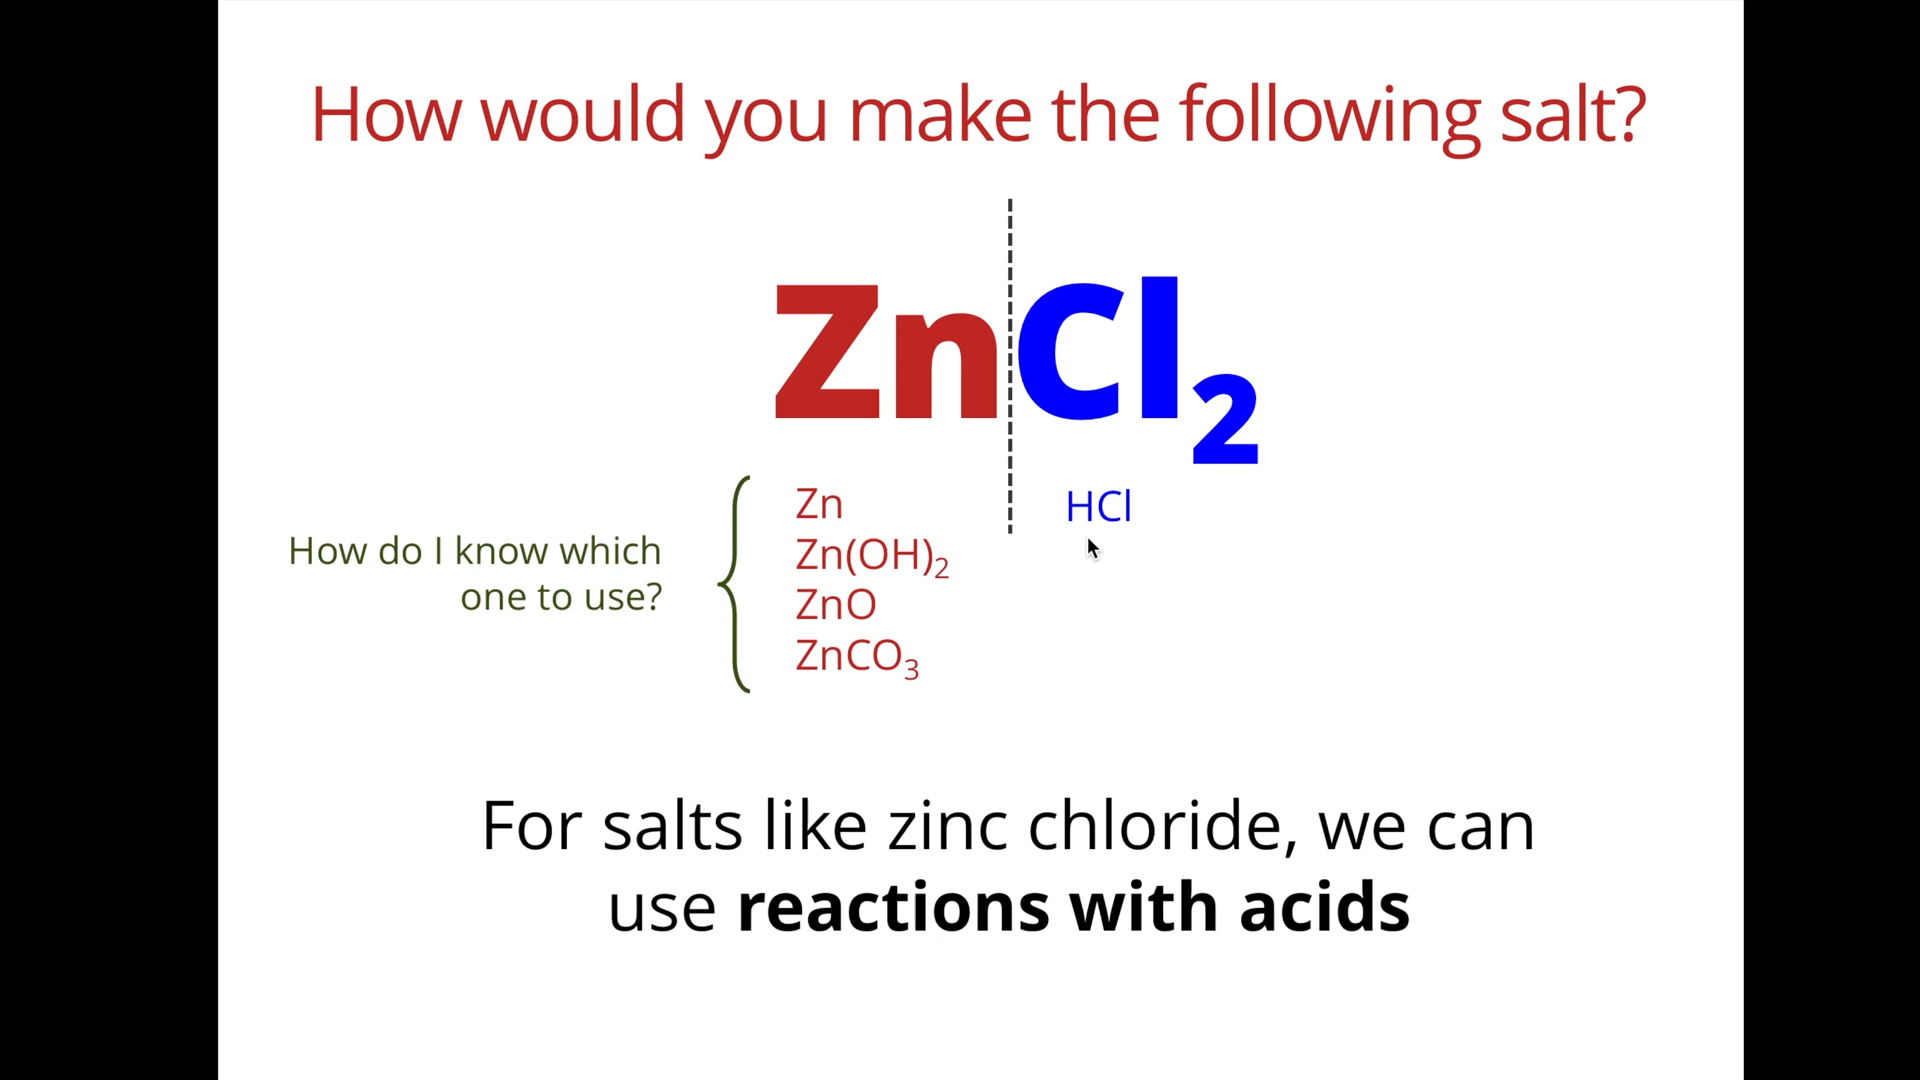 How would you make the following salt?
ZnCl₂
How do I know which
one to use?
Zn
Zn(OH)₂
ZnO
ZnCO₃
HCl
For salts like zinc chloride, we can
use reactions with acids